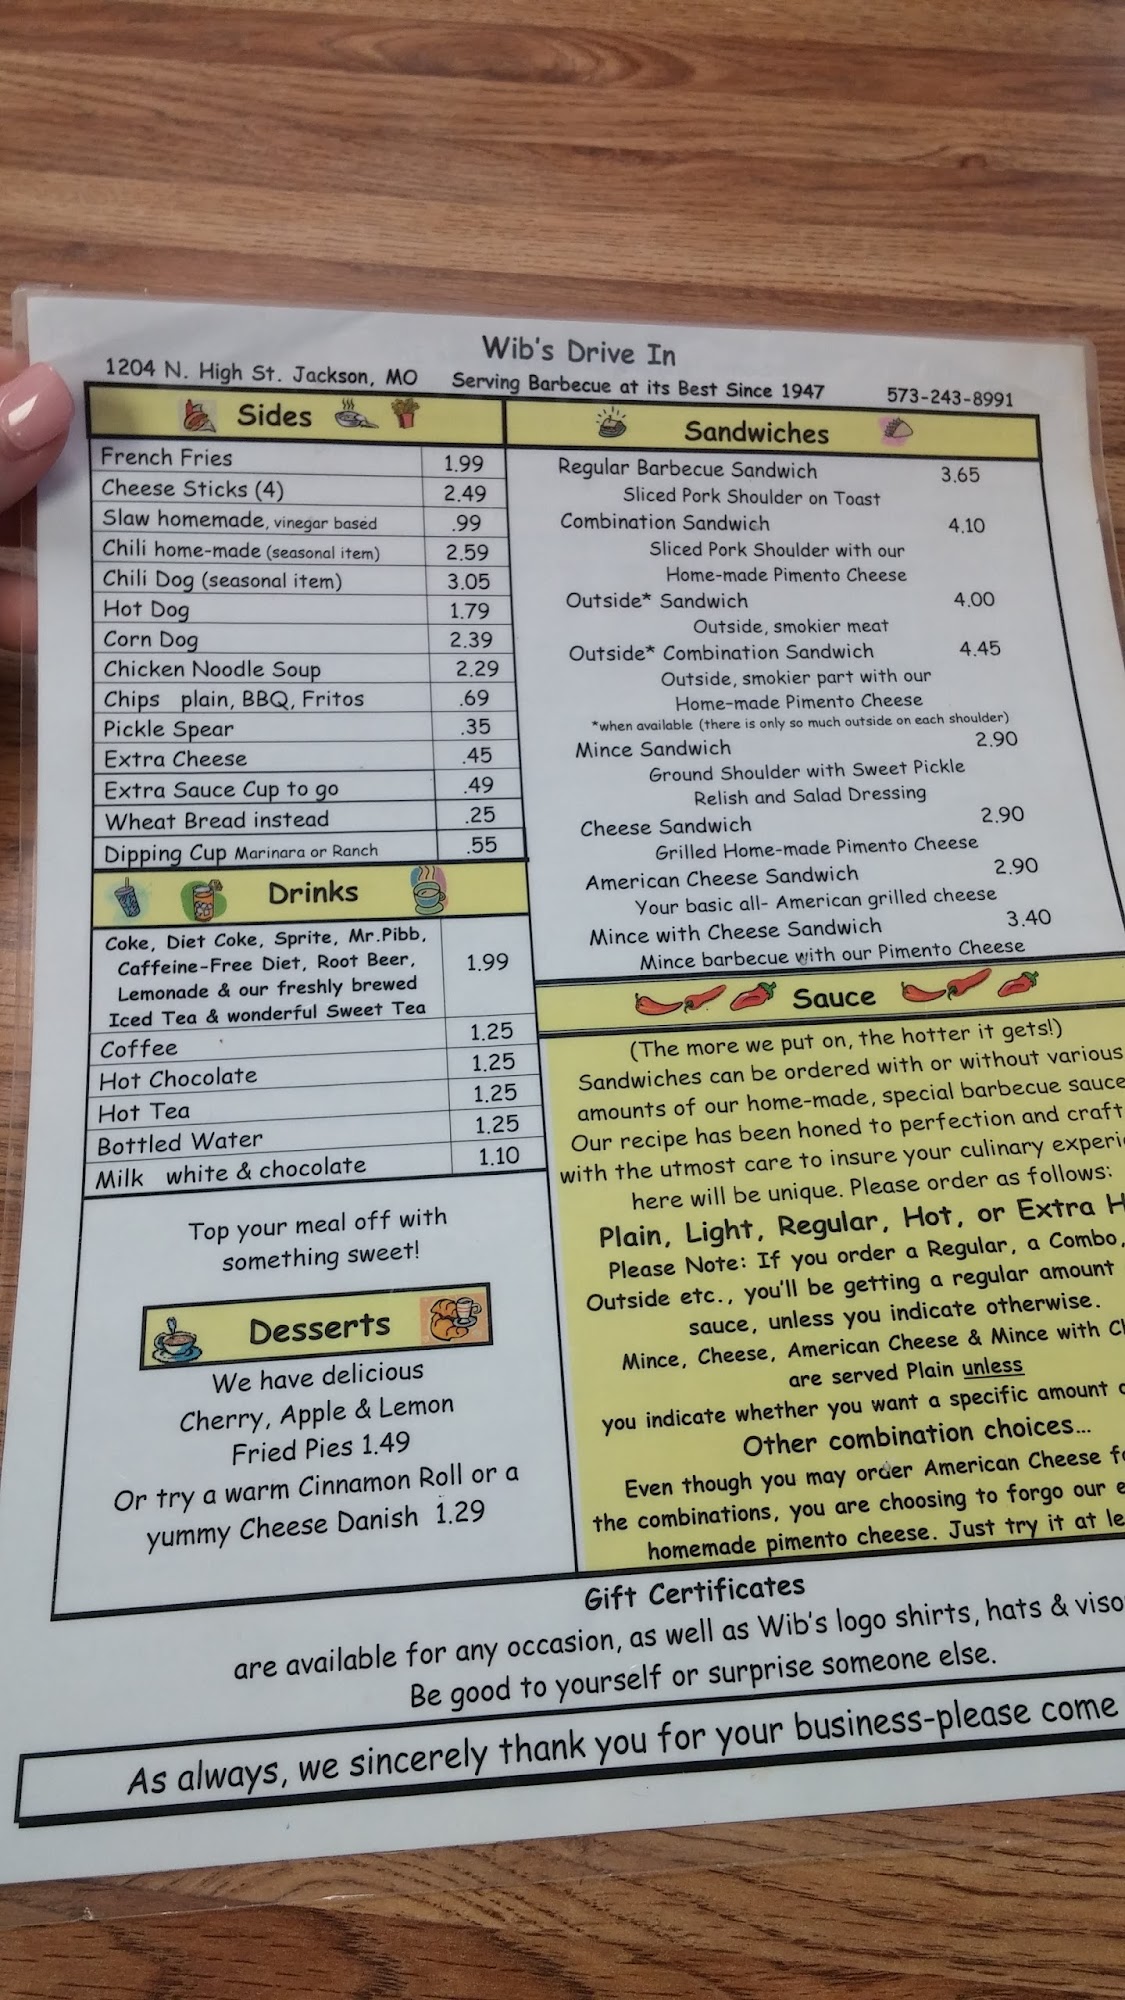 Wib's Drive In
1204 N. High St. Jackson, MO Serving Barbecue at its Best Since 1947 573-243-8991
Sides
French Fries 1.99
Cheese Sticks (4) 2.49
Slaw homemade, vinegar based .99
Chili home-made (seasonal item) 2.59
Chili Dog (seasonal item) 3.05
Hot Dog 1.79
Corn Dog 2.39
Chicken Noodle Soup 2.29
Chips plain, BBQ, Fritos .69
Pickle Spear .35
Extra Cheese .45
Extra Sauce Cup to go .49
Wheat Bread instead .25
Dipping Cup Marinara or Ranch .55
Drinks
Coke, Diet Coke, Sprite, Mr.Pibb,
Caffeine-Free Diet, Root Beer,
Lemonade & our freshly brewed
Iced Tea & wonderful Sweet Tea
1.99
Coffee 1.25
Hot Chocolate 1.25
Hot Tea 1.25
Bottled Water 1.25
Milk white & chocolate 1.10
Top your meal off with
something sweet!
Desserts
We have delicious
Cherry, Apple & Lemon
Fried Pies 1.49
Or try a warm Cinnamon Roll or a
yummy Cheese Danish 1.29
Sandwiches
Regular Barbecue Sandwich 3.65
Sliced Pork Shoulder on Toast
Combination Sandwich 4.10
Sliced Pork Shoulder with our
Home-made Pimento Cheese
Outside* Sandwich 4.00
Outside, smokier meat
Outside* Combination Sandwich 4.45
Outside, smokier part with our
Home-made Pimento Cheese
*when available (there is only so much outside on each shoulder)
Mince Sandwich 2.90
Ground Shoulder with Sweet Pickle
Relish and Salad Dressing
Cheese Sandwich 2.90
Grilled Home-made Pimento Cheese
American Cheese Sandwich 2.90
Your basic all- American grilled cheese
Mince with Cheese Sandwich 3.40
Mince barbecue with our Pimento Cheese
Sauce
(The more we put on, the hotter it gets!)
Sandwiches can be ordered with or without various
amounts of our home-made, special barbecue sauce
Our recipe has been honed to perfection and craft
with the utmost care to insure your culinary experi
here will be unique. Please order as follows:
Plain, Light, Regular, Hot, or Extra H
Please Note: If you order a Regular, a Combo,
Outside etc., you'll be getting a regular amount
sauce, unless you indicate otherwise.
Mince, Cheese, American Cheese & Mince with Ch
are served Plain unless
you indicate whether you want a specific amount
Other combination choices...
Even though you may order American Cheese fo
the combinations, you are choosing to forgo our e
homemade pimento cheese. Just try it at le
Gift Certificates
are available for any occasion, as well as Wib's logo shirts, hats & viso
Be good to yourself or surprise someone else.
As always, we sincerely thank you for your business-please come